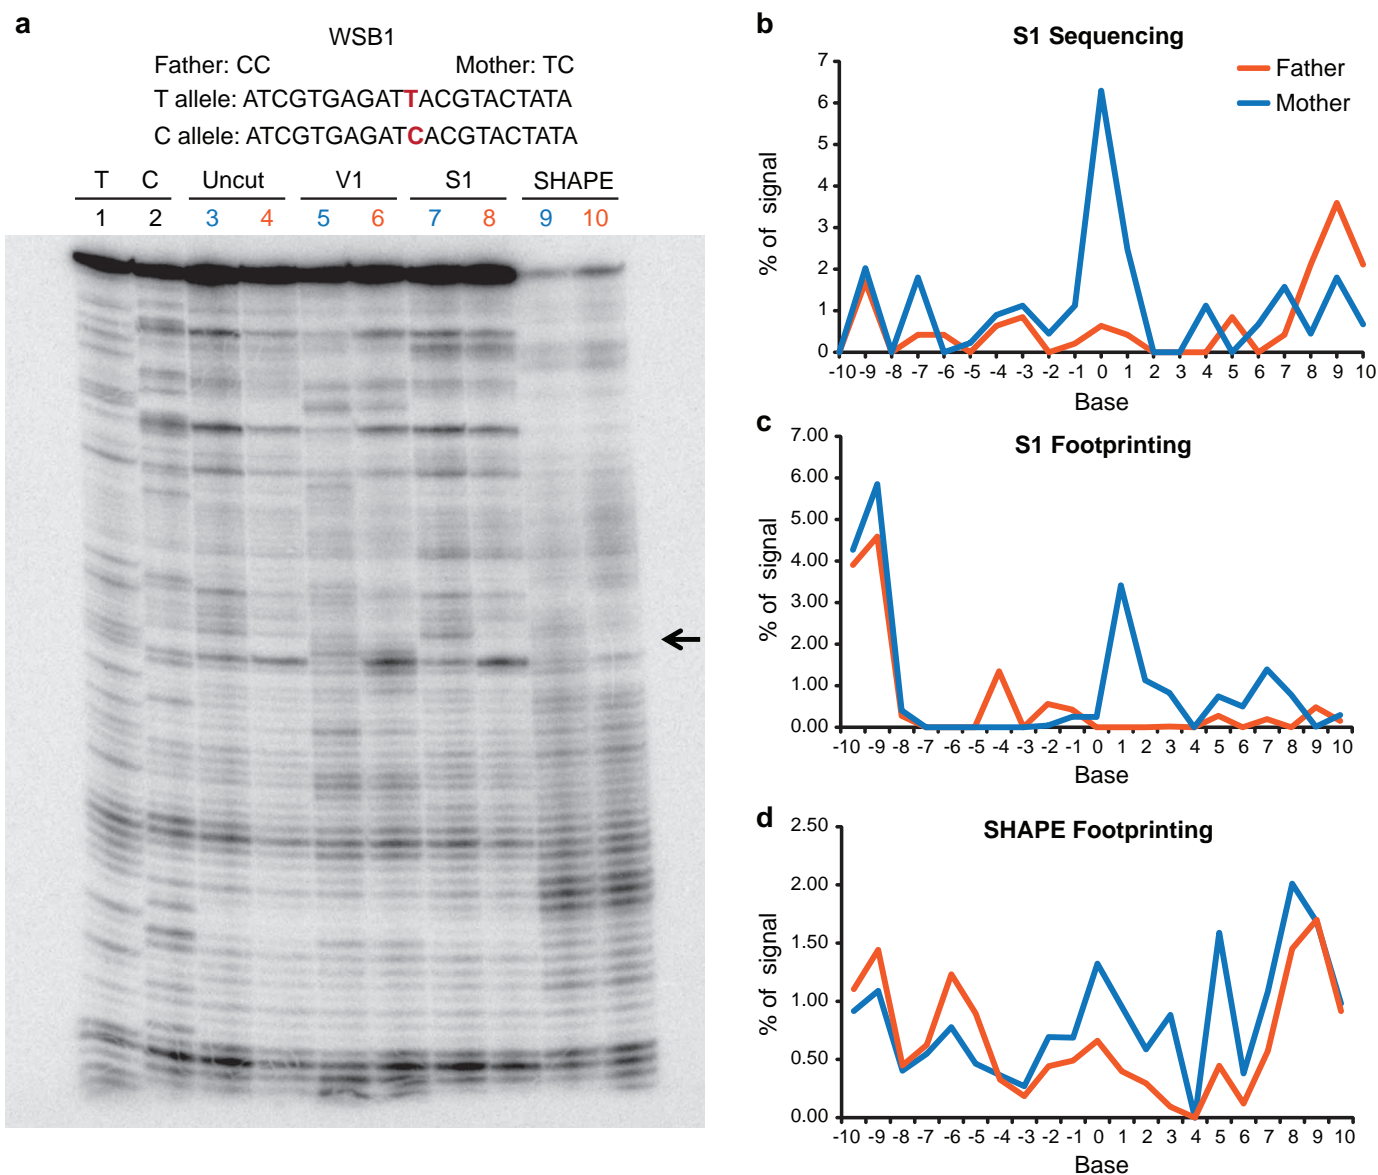 a
WSB1
Father: CC Mother: TC
T allele: ATCGTGAGATTACGTACTATA
C allele: ATCGTGAGATCACGTACTATA
T C Uncut V1 S1 SHAPE
1 2 3 4 5 6 7 8 9 10
b
S1 Sequencing
Father
Mother
% of signal
7
6
5
4
3
2
1
0
-10 -9 -8 -7 -6 -5 -4 -3 -2 -1 0 1 2 3 4 5 6 7 8 9 10
Base
c
S1 Footprinting
% of signal
7.00
6.00
5.00
4.00
3.00
2.00
1.00
0.00
-10 -9 -8 -7 -6 -5 -4 -3 -2 -1 0 1 2 3 4 5 6 7 8 9 10
Base
d
SHAPE Footprinting
% of signal
2.50
2.00
1.50
1.00
0.50
0.00
-10 -9 -8 -7 -6 -5 -4 -3 -2 -1 0 1 2 3 4 5 6 7 8 9 10
Base